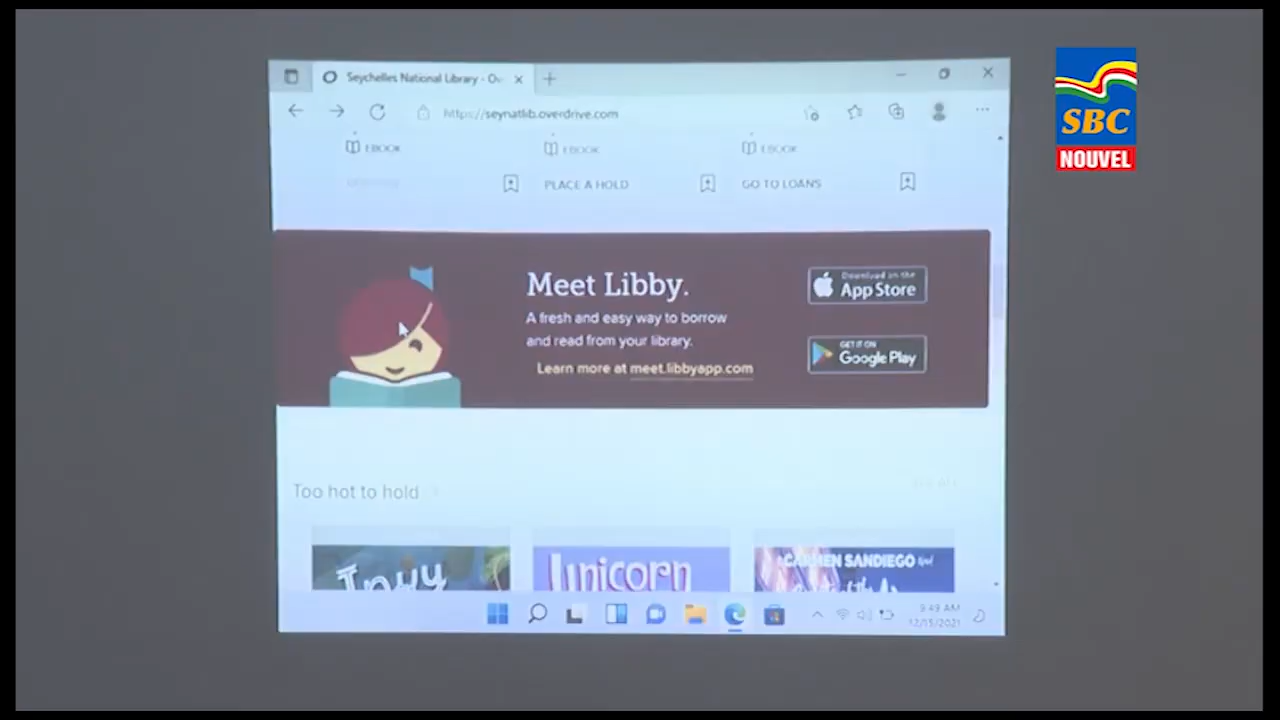 Seychelles National Library - Ov
https://seynatlib.overdrive.com
SBC
NOUVEL
EBOOK
EBOOK
EBOOK
PLACE A HOLD
GO TO LOANS
Meet Libby.
A fresh and easy way to borrow
and read from your library.
Learn more at meet.libbyapp.com
Download on the
App Store
GET IT ON
Google Play
Too hot to hold
Unicorn
CARMEN SANDIEGO
9:49 AM
12/15/2021